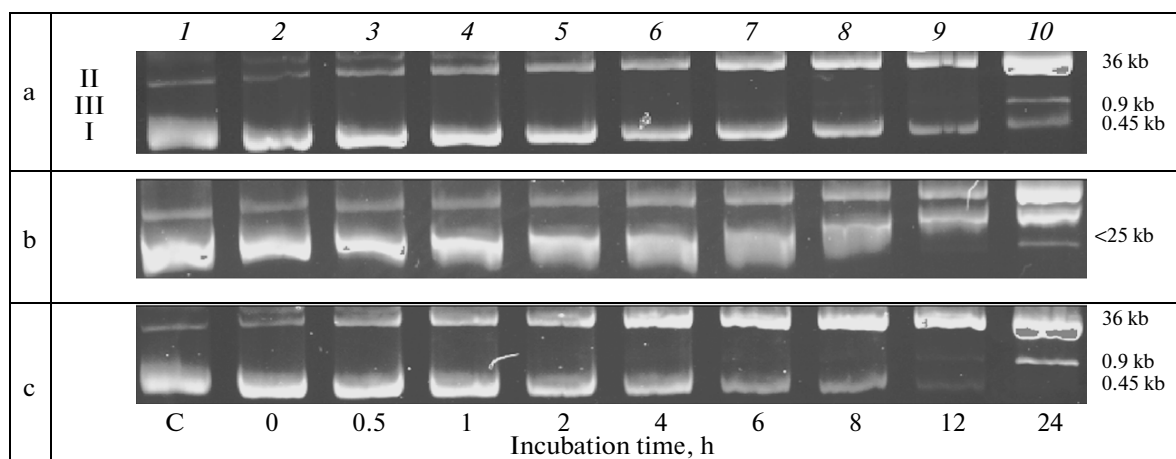 1 2 3 4 5 6 7 8 9 10
a
II
III
I
36 kb
0.9 kb
0.45 kb
b
<25 kb
c
36 kb
0.9 kb
0.45 kb
C 0 0.5 1 2 4 6 8 12 24
Incubation time, h